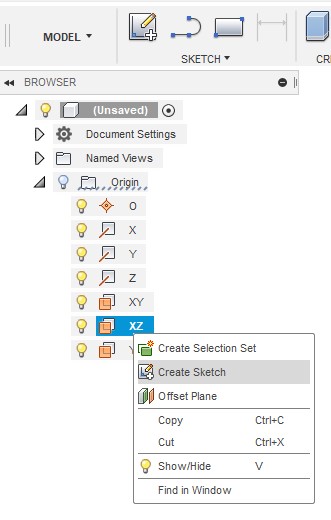 MODEL
SKETCH
CR
BROWSER
(Unsaved)
Document Settings
Named Views
Origin
O
X
Y
Z
XY
XZ
Y
Create Selection Set
Create Sketch
Offset Plane
Copy Ctrl+C
Cut Ctrl+X
Show/Hide V
Find in Window